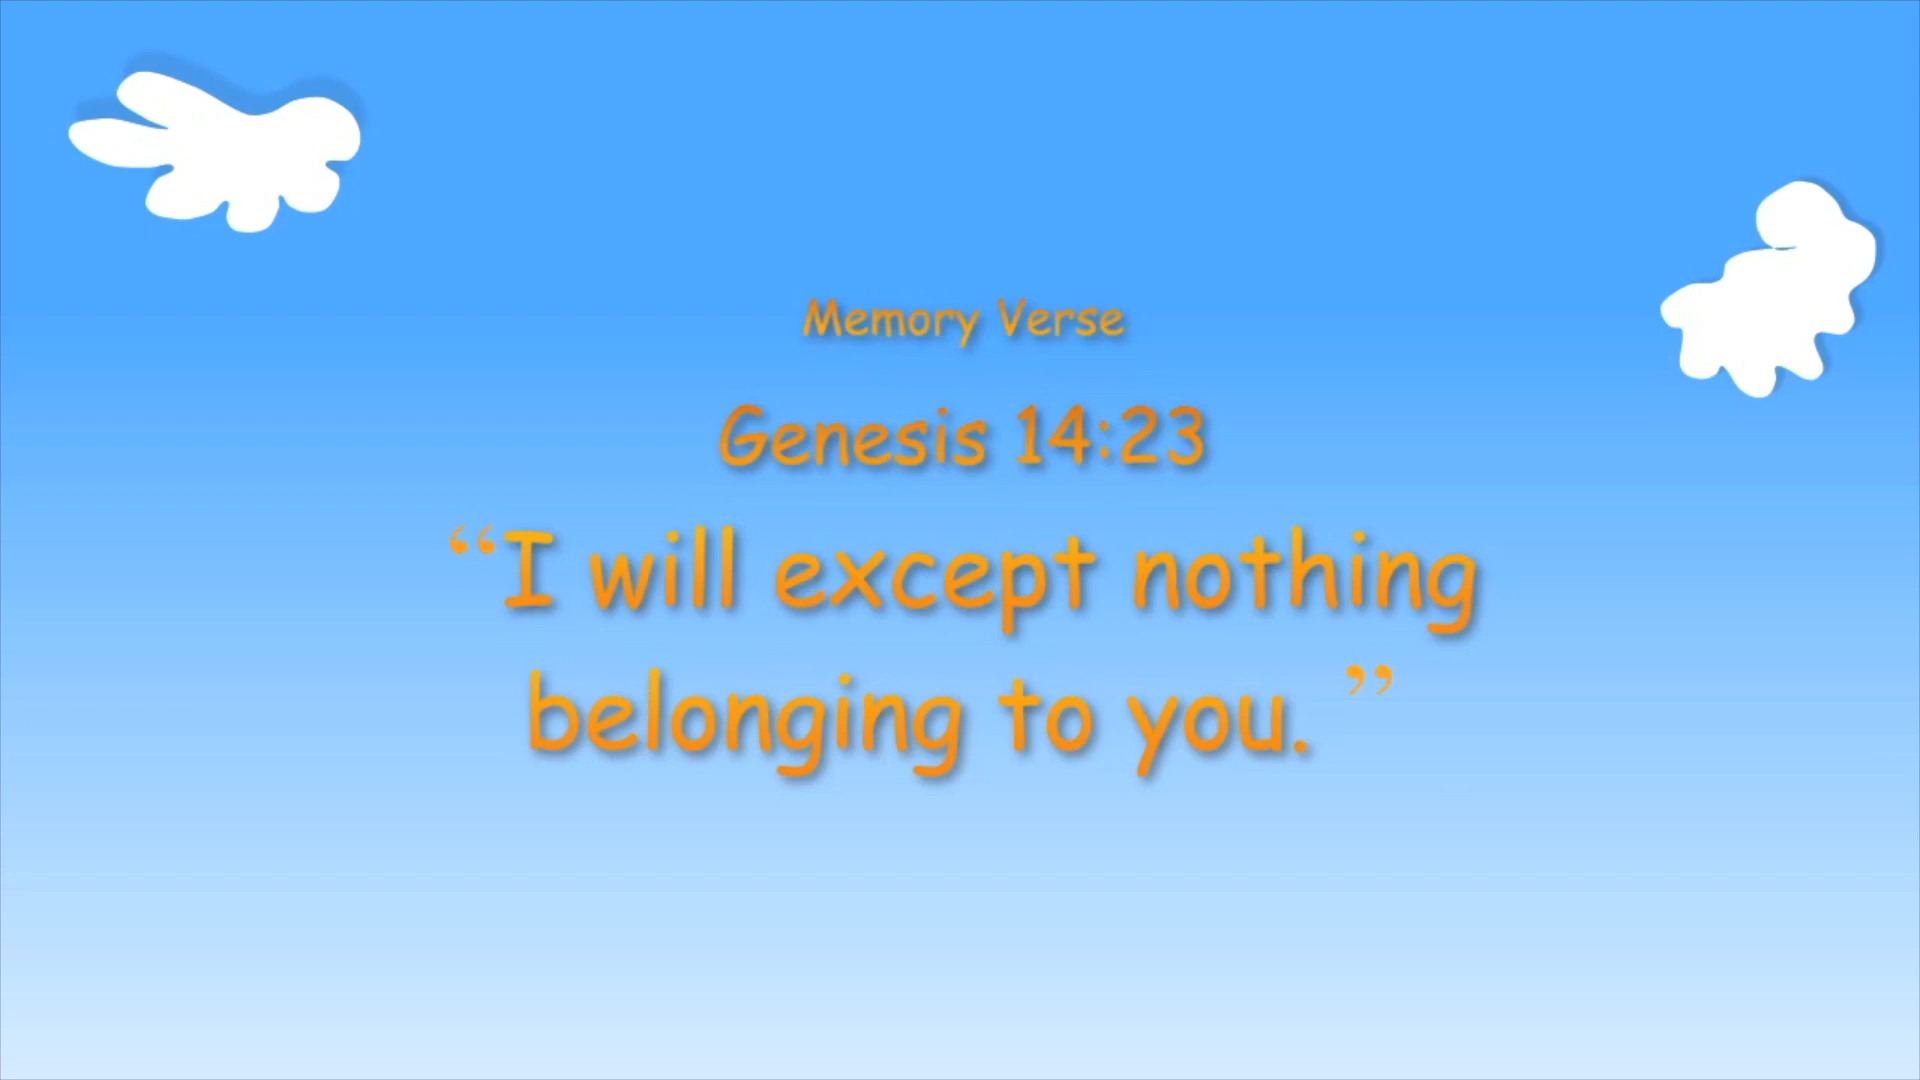 Memory Verse
Genesis 14:23
“I will except nothing
belonging to you. ”